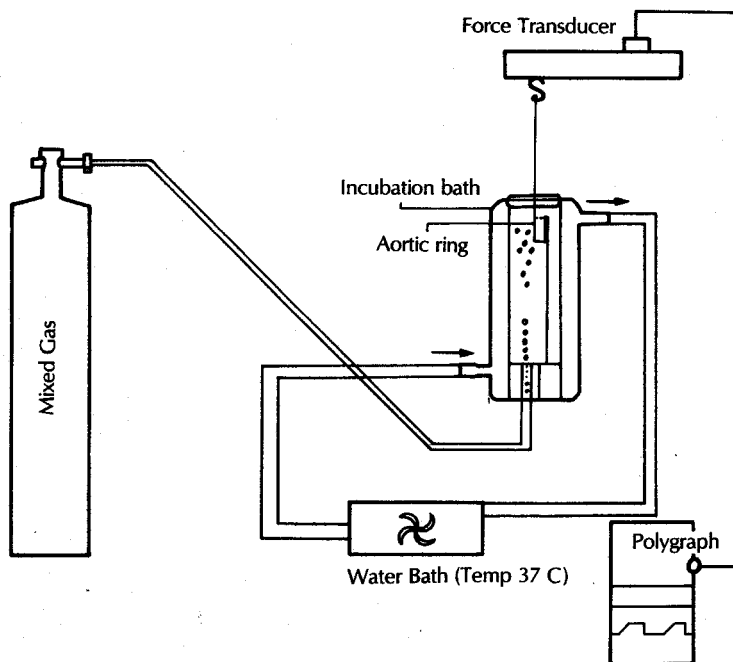 Force Transducer
Incubation bath
Aortic ring
Mixed Gas
Water Bath (Temp 37 C)
Polygraph